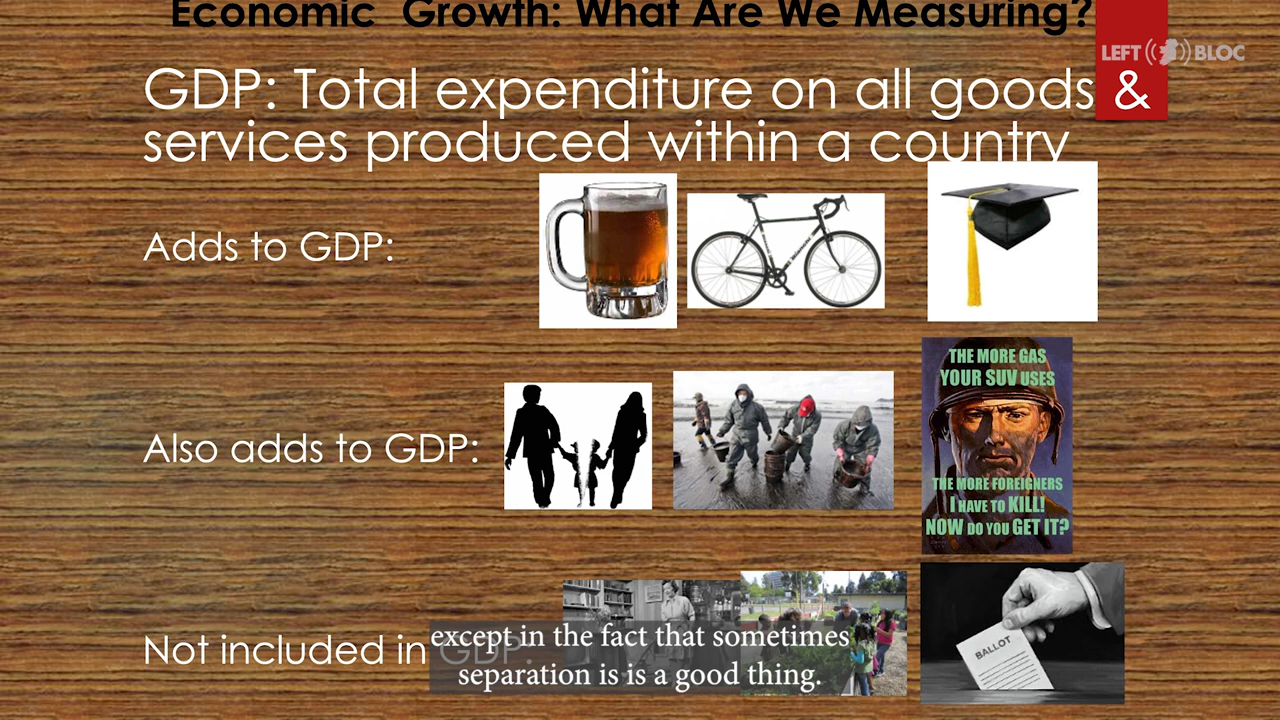 Economic Growth: What Are We Measuring?
LEFT BLOC
GDP: Total expenditure on all goods &
services produced within a country
Adds to GDP:
Also adds to GDP:
THE MORE GAS
YOUR SUV USES
THE MORE FOREIGNERS
I HAVE TO KILL!
NOW DO YOU GET IT?
Not included in GDP:
BALLOT
except in the fact that sometimes
separation is is a good thing.